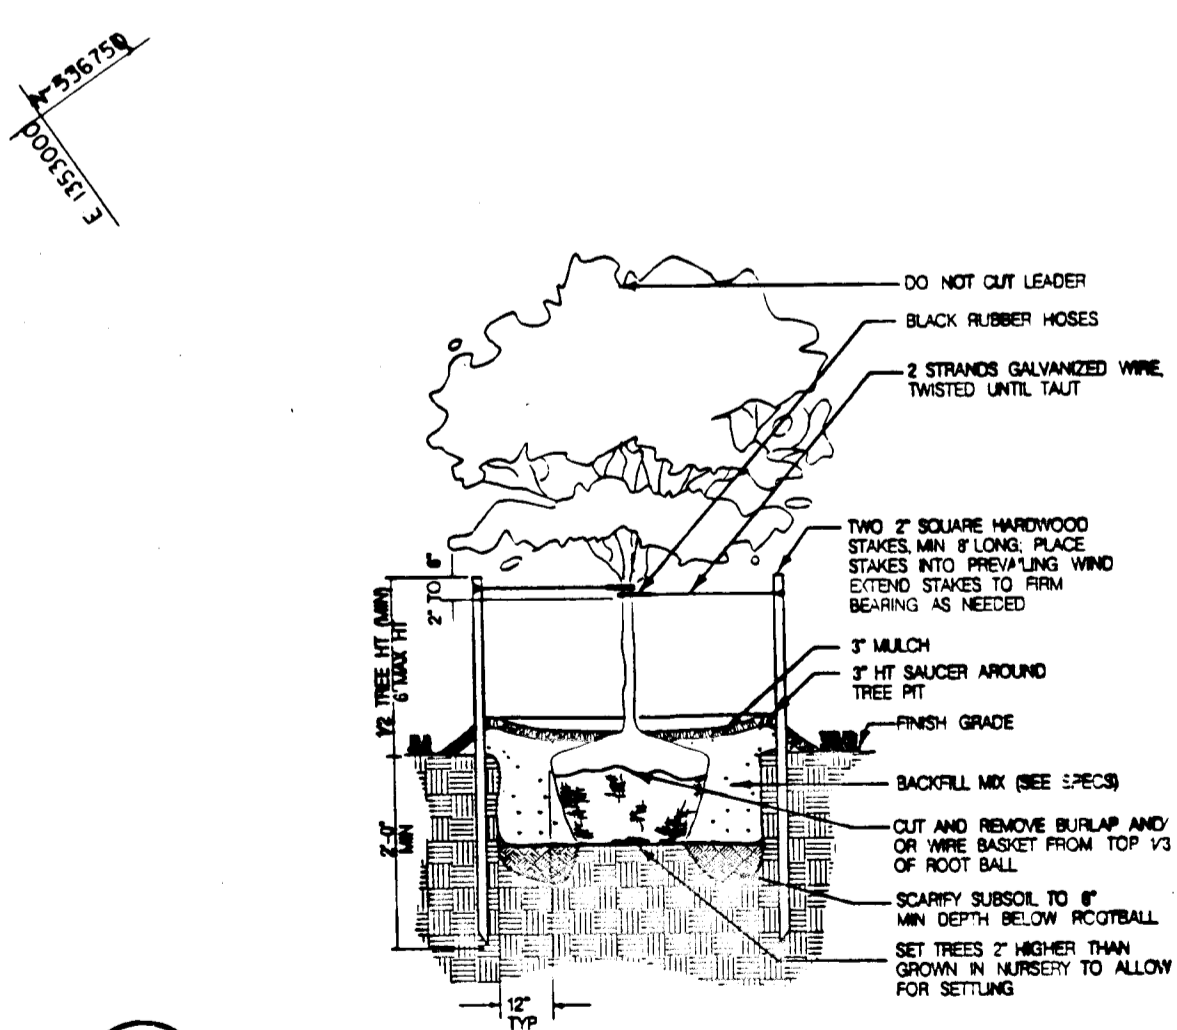 N 536750
E 1353000
DO NOT CUT LEADER
BLACK RUBBER HOSES
2 STRANDS GALVANIZED WIRE,
TWISTED UNTIL TAUT
TWO 2" SQUARE HARDWOOD
STAKES, MIN 8' LONG; PLACE
STAKES INTO PREVAILING WIND
EXTEND STAKES TO FIRM
BEARING AS NEEDED
2" TO 6"
1/2 TREE HT (MIN)
6' MAX HT
3" MULCH
3" HT SAUCER AROUND
TREE PIT
FINISH GRADE
BACKFILL MIX (SEE SPECS)
2'-0"
MIN
CUT AND REMOVE BURLAP AND/
OR WIRE BASKET FROM TOP 1/3
OF ROOT BALL
SCARIFY SUBSOIL TO 6"
MIN DEPTH BELOW ROOTBALL
SET TREES 2" HIGHER THAN
GROWN IN NURSERY TO ALLOW
FOR SETTLING
12"
TYP